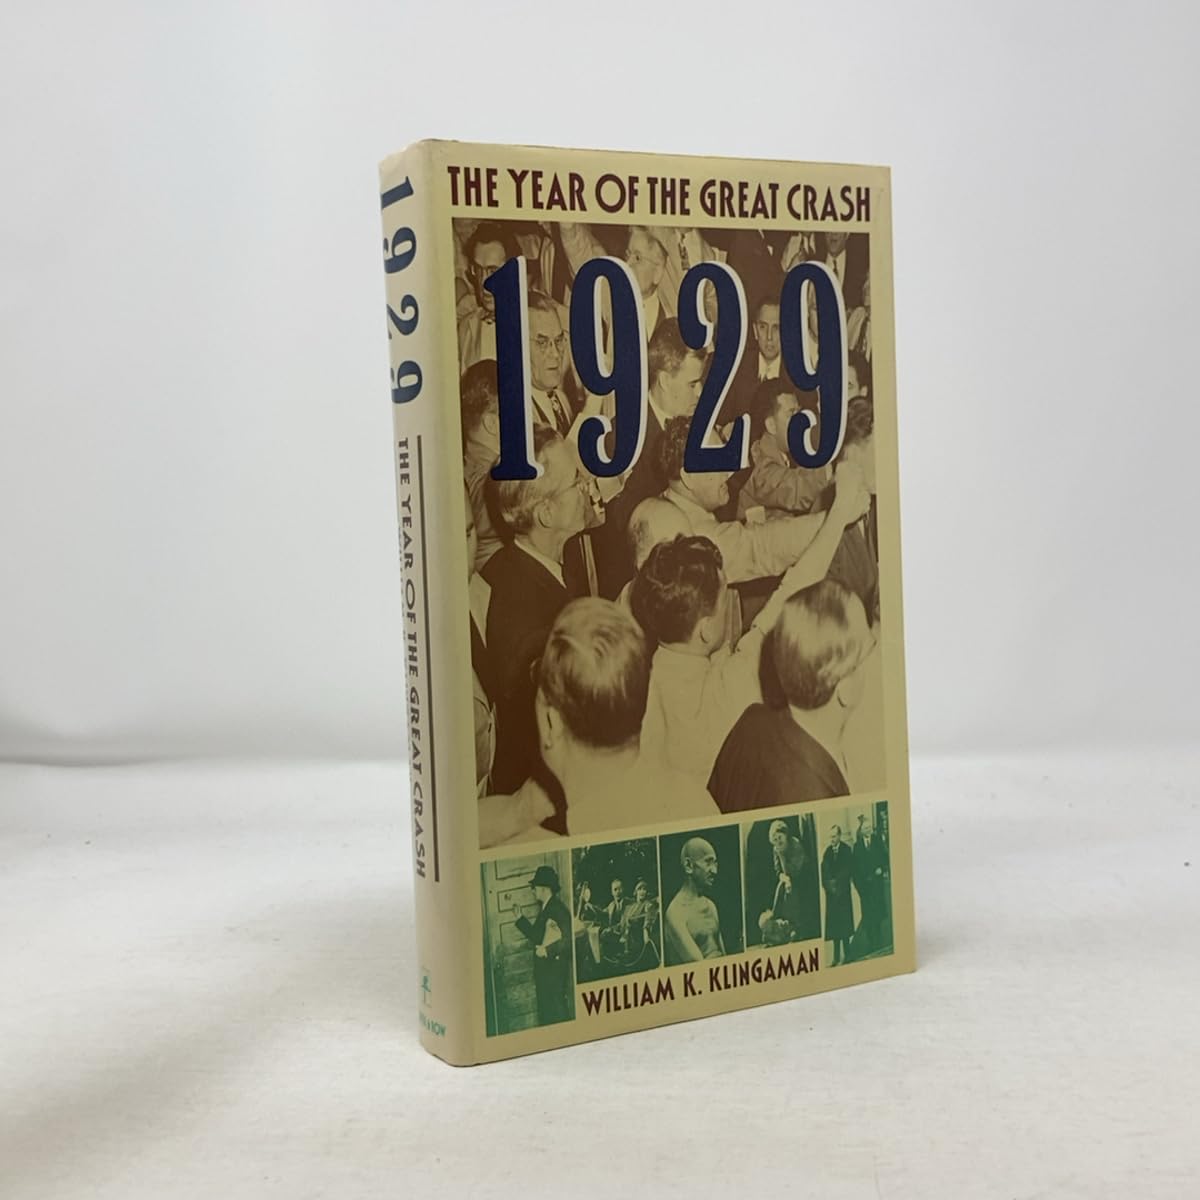 THE YEAR OF THE GREAT CRASH
1929
WILLIAM K. KLINGAMAN
1929
THE YEAR OF THE GREAT CRASH